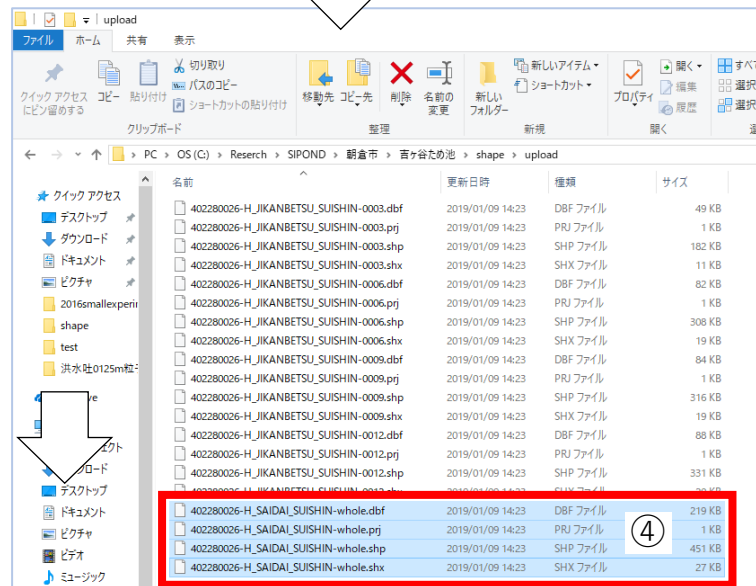 upload
ファイル ホーム 共有 表示
クイック アクセス にピン留めする
コピー
貼り付け
切り取り
パスのコピー
ショートカットの貼り付け
クリップボード
移動先
コピー先
削除
名前の 変更
整理
新しい フォルダー
新しいアイテム
ショートカット
新規
プロパティ
開く
編集
履歴
開く
選択
選択
PC > OS (C:) > Reserch > SIPOND > 朝倉市 > 吉ヶ谷ため池 > shape > upload
名前 更新日時 種類 サイズ
クイック アクセス
デスクトップ
ダウンロード
ドキュメント
ピクチャ
2016smallexperir
shape
test
洪水吐0125m粒子
デスクトップ
ドキュメント
ピクチャ
ビデオ
ミュージック
402280026-H_JIKANBETSU_SUISHIN-0003.dbf 2019/01/09 14:23 DBF ファイル 49 KB
402280026-H_JIKANBETSU_SUISHIN-0003.prj 2019/01/09 14:23 PRJ ファイル 1 KB
402280026-H_JIKANBETSU_SUISHIN-0003.shp 2019/01/09 14:23 SHP ファイル 182 KB
402280026-H_JIKANBETSU_SUISHIN-0003.shx 2019/01/09 14:23 SHX ファイル 11 KB
402280026-H_JIKANBETSU_SUISHIN-0006.dbf 2019/01/09 14:23 DBF ファイル 82 KB
402280026-H_JIKANBETSU_SUISHIN-0006.prj 2019/01/09 14:23 PRJ ファイル 1 KB
402280026-H_JIKANBETSU_SUISHIN-0006.shp 2019/01/09 14:23 SHP ファイル 308 KB
402280026-H_JIKANBETSU_SUISHIN-0006.shx 2019/01/09 14:23 SHX ファイル 19 KB
402280026-H_JIKANBETSU_SUISHIN-0009.dbf 2019/01/09 14:23 DBF ファイル 84 KB
402280026-H_JIKANBETSU_SUISHIN-0009.prj 2019/01/09 14:23 PRJ ファイル 1 KB
402280026-H_JIKANBETSU_SUISHIN-0009.shp 2019/01/09 14:23 SHP ファイル 316 KB
402280026-H_JIKANBETSU_SUISHIN-0009.shx 2019/01/09 14:23 SHX ファイル 19 KB
402280026-H_JIKANBETSU_SUISHIN-0012.dbf 2019/01/09 14:23 DBF ファイル 88 KB
402280026-H_JIKANBETSU_SUISHIN-0012.prj 2019/01/09 14:23 PRJ ファイル 1 KB
402280026-H_JIKANBETSU_SUISHIN-0012.shp 2019/01/09 14:23 SHP ファイル 331 KB
402280026-H_SAIDAI_SUISHIN-whole.dbf 2019/01/09 14:23 DBF ファイル 219 KB
402280026-H_SAIDAI_SUISHIN-whole.prj 2019/01/09 14:23 PRJ ファイル 1 KB
④
402280026-H_SAIDAI_SUISHIN-whole.shp 2019/01/09 14:23 SHP ファイル 451 KB
402280026-H_SAIDAI_SUISHIN-whole.shx 2019/01/09 14:23 SHX ファイル 27 KB